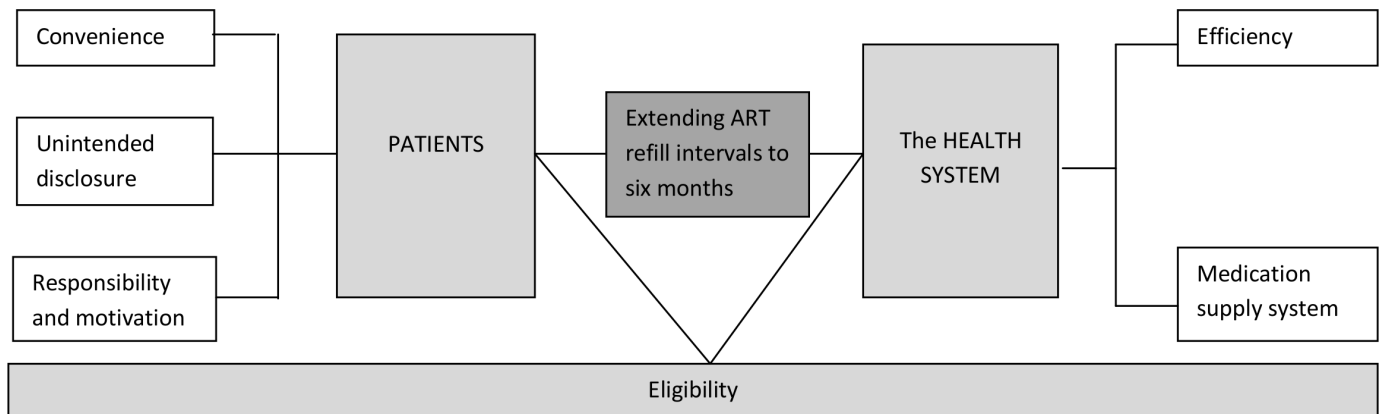 Convenience
Unintended
disclosure
Responsibility
and motivation
PATIENTS
Extending ART
refill intervals to
six months
The HEALTH
SYSTEM
Efficiency
Medication
supply system
Eligibility